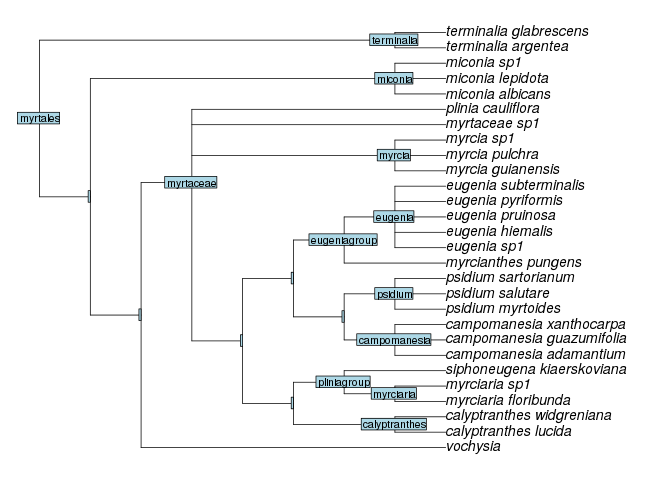 terminalia glabrescens
terminalia
terminalia argentea
miconia sp1
miconia
miconia lepidota
miconia albicans
plinia cauliflora
myrtales
myrtaceae sp1
myrcia sp1
myrcia
myrcia pulchra
myrcia guianensis
myrtaceae
eugenia subterminalis
eugenia pyriformis
eugenia
eugenia pruinosa
eugenia hiemalis
eugeniagroup
eugenia sp1
myrcianthes pungens
psidium sartorianum
psidium
psidium salutare
psidium myrtoides
campomanesia xanthocarpa
campomanesia
campomanesia guazumifolia
campomanesia adamantium
siphoneugena kiaerskoviana
pliniagroup
myrciaria sp1
myrciaria
myrciaria floribunda
calyptranthes widgreniana
calyptranthes
calyptranthes lucida
vochysia